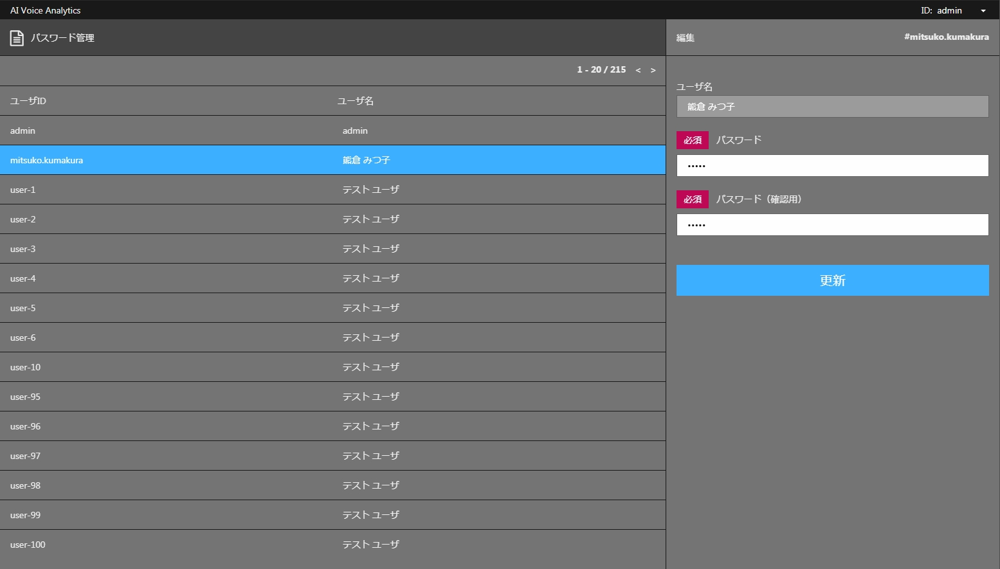 AI Voice Analytics
ID: admin
パスワード管理
編集
#mitsuko.kumakura
1 - 20 / 215 < >
ユーザID ユーザ名
admin admin
mitsuko.kumakura 熊倉 みつ子
user-1 テスト ユーザ
user-2 テスト ユーザ
user-3 テスト ユーザ
user-4 テスト ユーザ
user-5 テスト ユーザ
user-6 テスト ユーザ
user-10 テスト ユーザ
user-95 テスト ユーザ
user-96 テスト ユーザ
user-97 テスト ユーザ
user-98 テスト ユーザ
user-99 テスト ユーザ
user-100 テスト ユーザ
ユーザ名
熊倉 みつ子
必須 パスワード
•••••
必須 パスワード（確認用）
•••••
更新